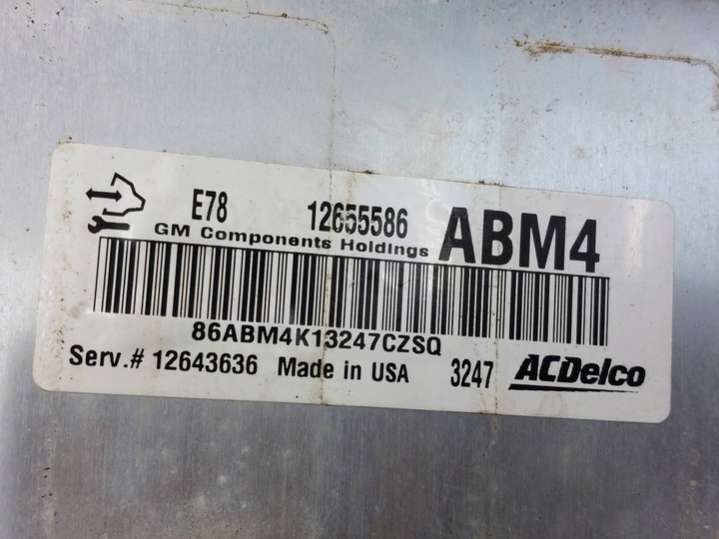 E78 12655586 ABM4
GM Components Holdings
86ABM4K13247CZSQ
Serv.# 12643636 Made in USA 3247 ACDelco